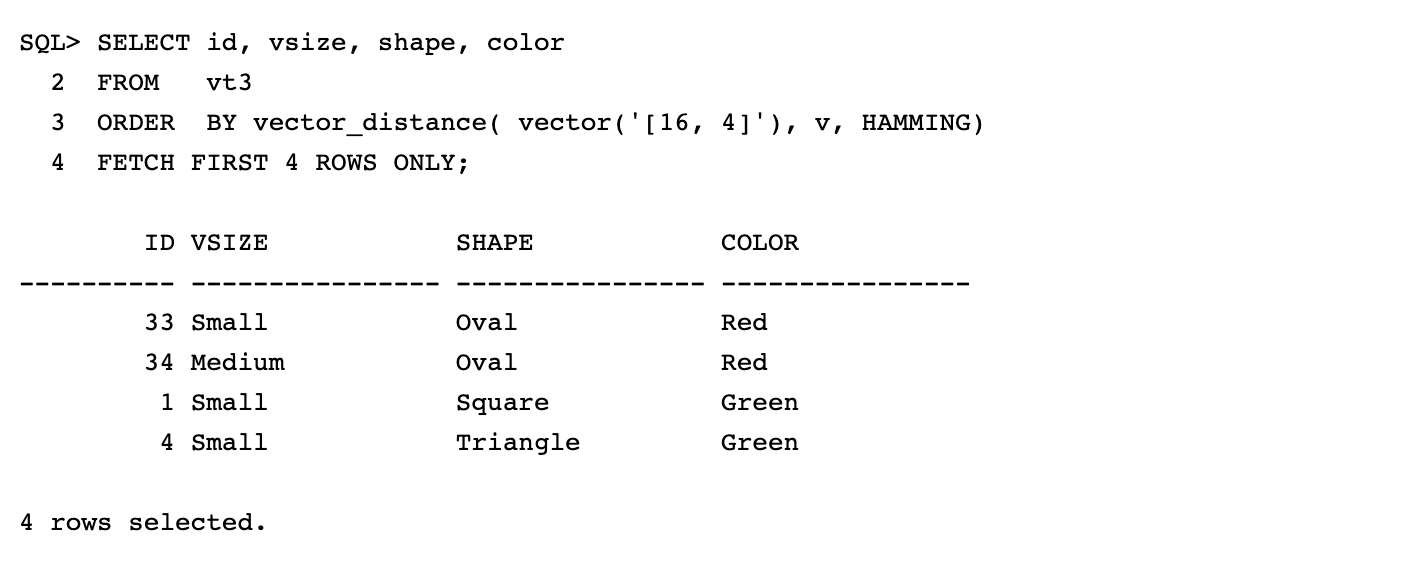 SQL> SELECT id, vsize, shape, color
  2  FROM   vt3
  3  ORDER  BY vector_distance( vector('[16, 4]'), v, HAMMING)
  4  FETCH FIRST 4 ROWS ONLY;

        ID VSIZE            SHAPE            COLOR
---------- ---------------- ---------------- ----------------
        33 Small            Oval             Red
        34 Medium           Oval             Red
         1 Small            Square           Green
         4 Small            Triangle         Green

4 rows selected.